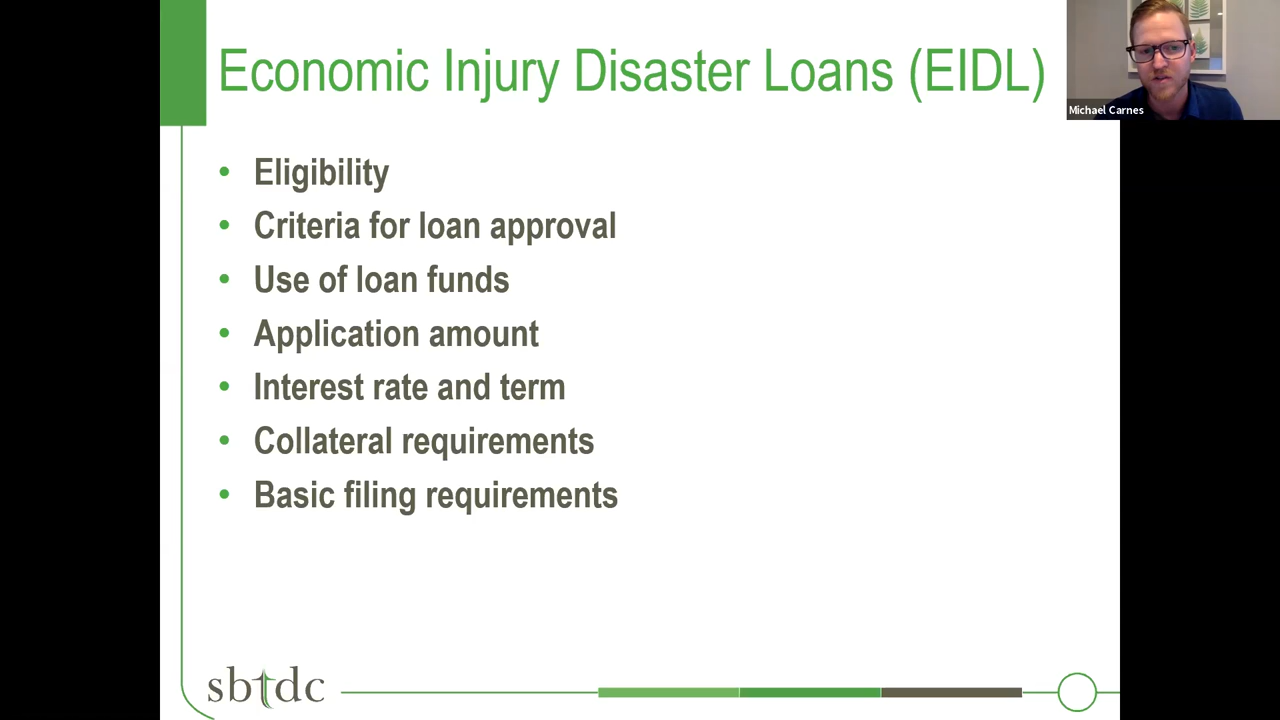 Economic Injury Disaster Loans (EIDL)
Michael Carnes
• Eligibility
• Criteria for loan approval
• Use of loan funds
• Application amount
• Interest rate and term
• Collateral requirements
• Basic filing requirements
sbtdc